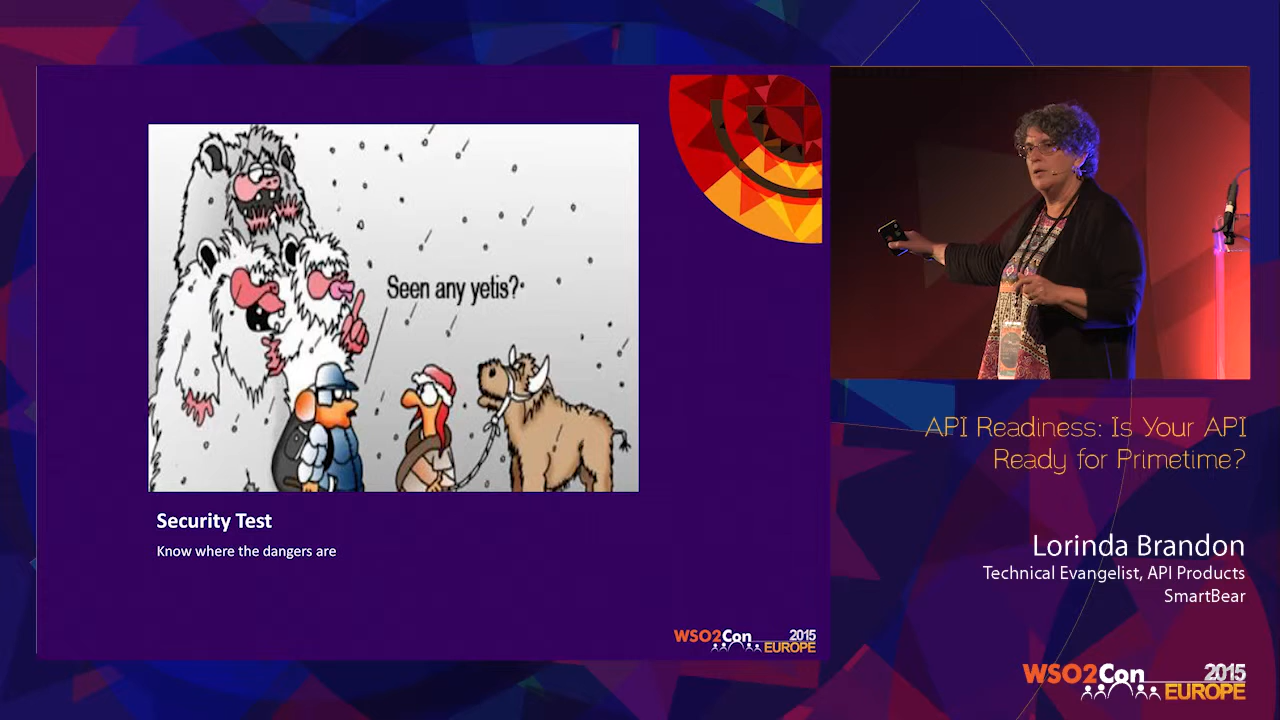 Seen any yetis?
Security Test
Know where the dangers are
WSO2Con 2015
EUROPE
API Readiness: Is Your API
Ready for Primetime?
Lorinda Brandon
Technical Evangelist, API Products
SmartBear
WSO2Con 2015
EUROPE